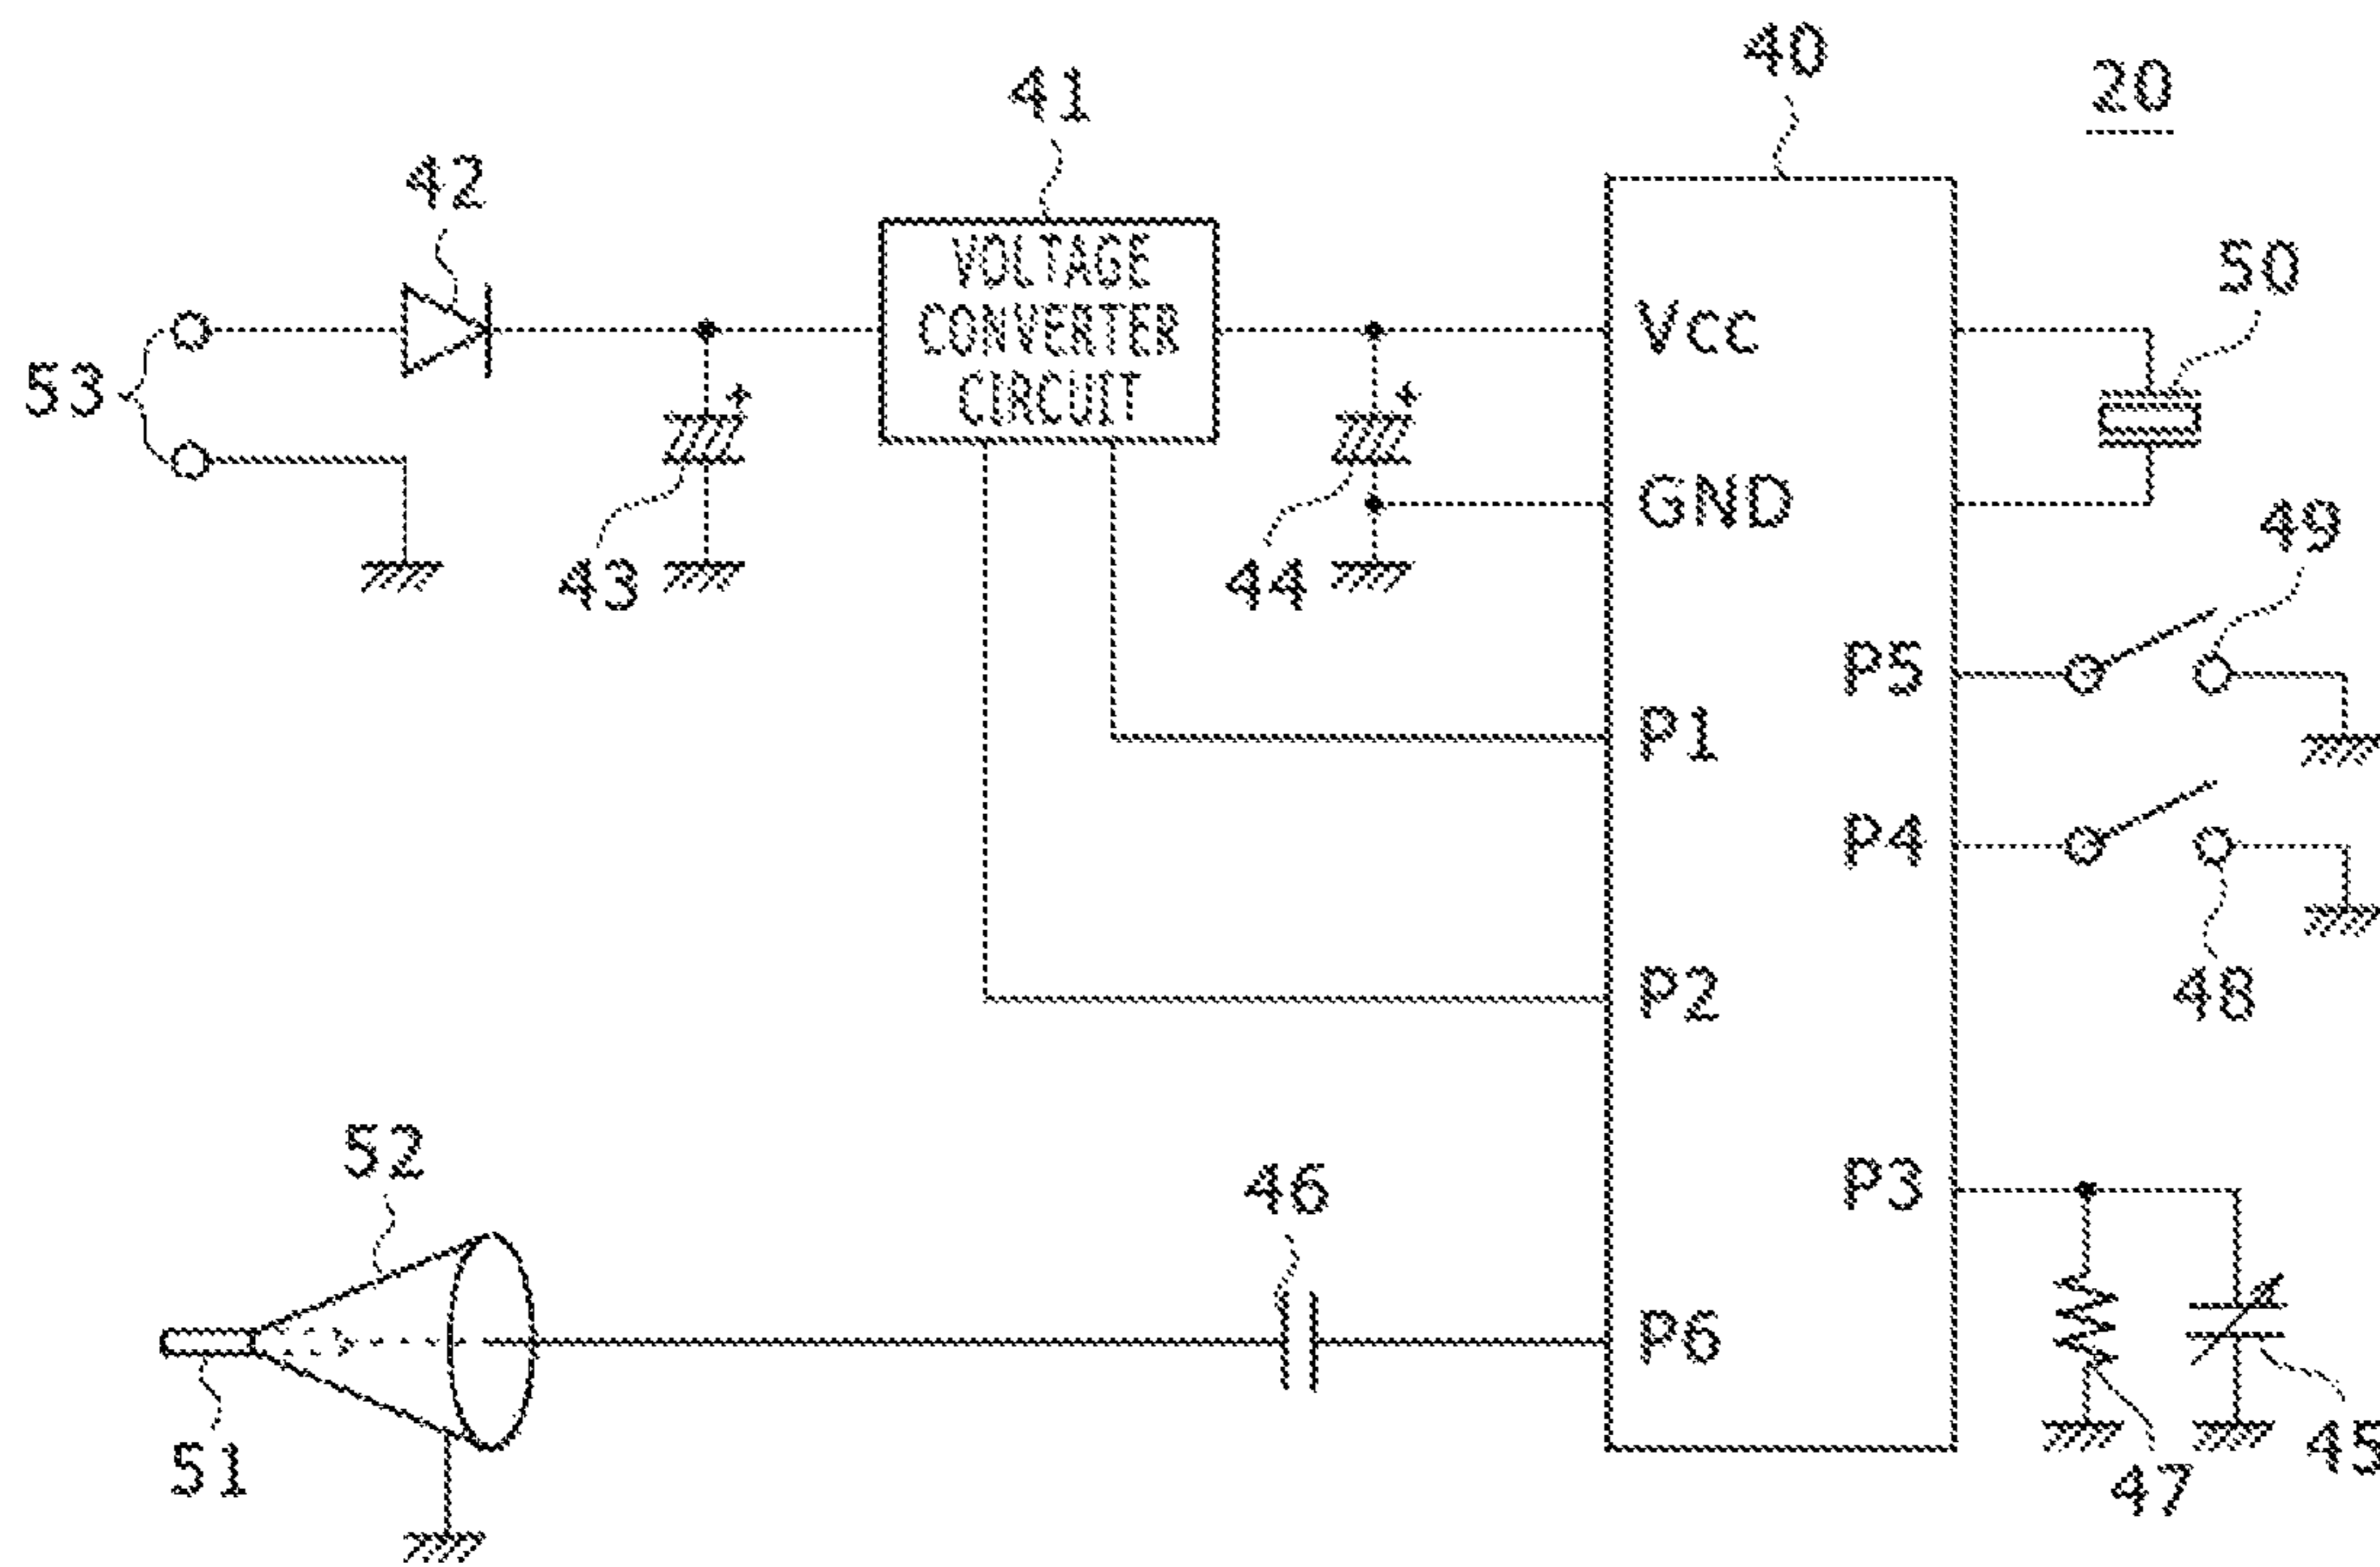 40
20
41
42
VOLTAGE
CONVERTER
CIRCUIT
50
VCC
53
GND
49
43
44
P5
P1
P4
P2
48
52
46
P3
P6
51
47
45